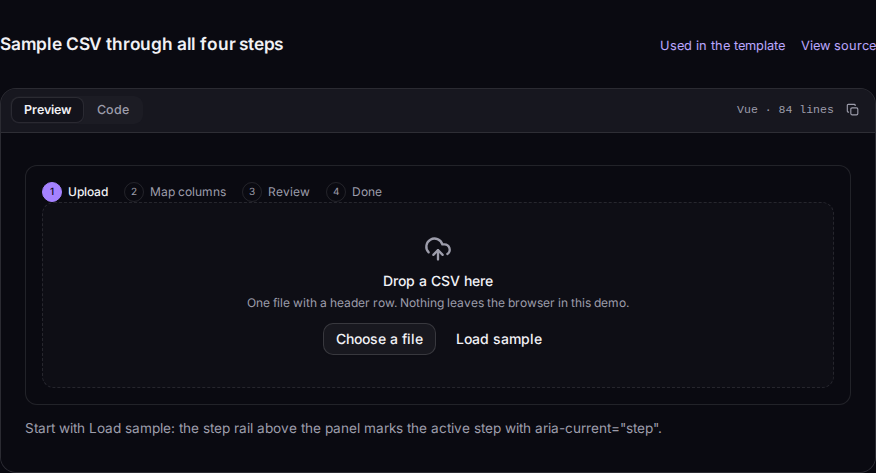 Sample CSV through all four steps
Used in the template View source
Preview Code Vue · 84 lines
1 Upload 2 Map columns 3 Review 4 Done
Drop a CSV here
One file with a header row. Nothing leaves the browser in this demo.
Choose a file Load sample
Start with Load sample: the step rail above the panel marks the active step with aria-current="step".